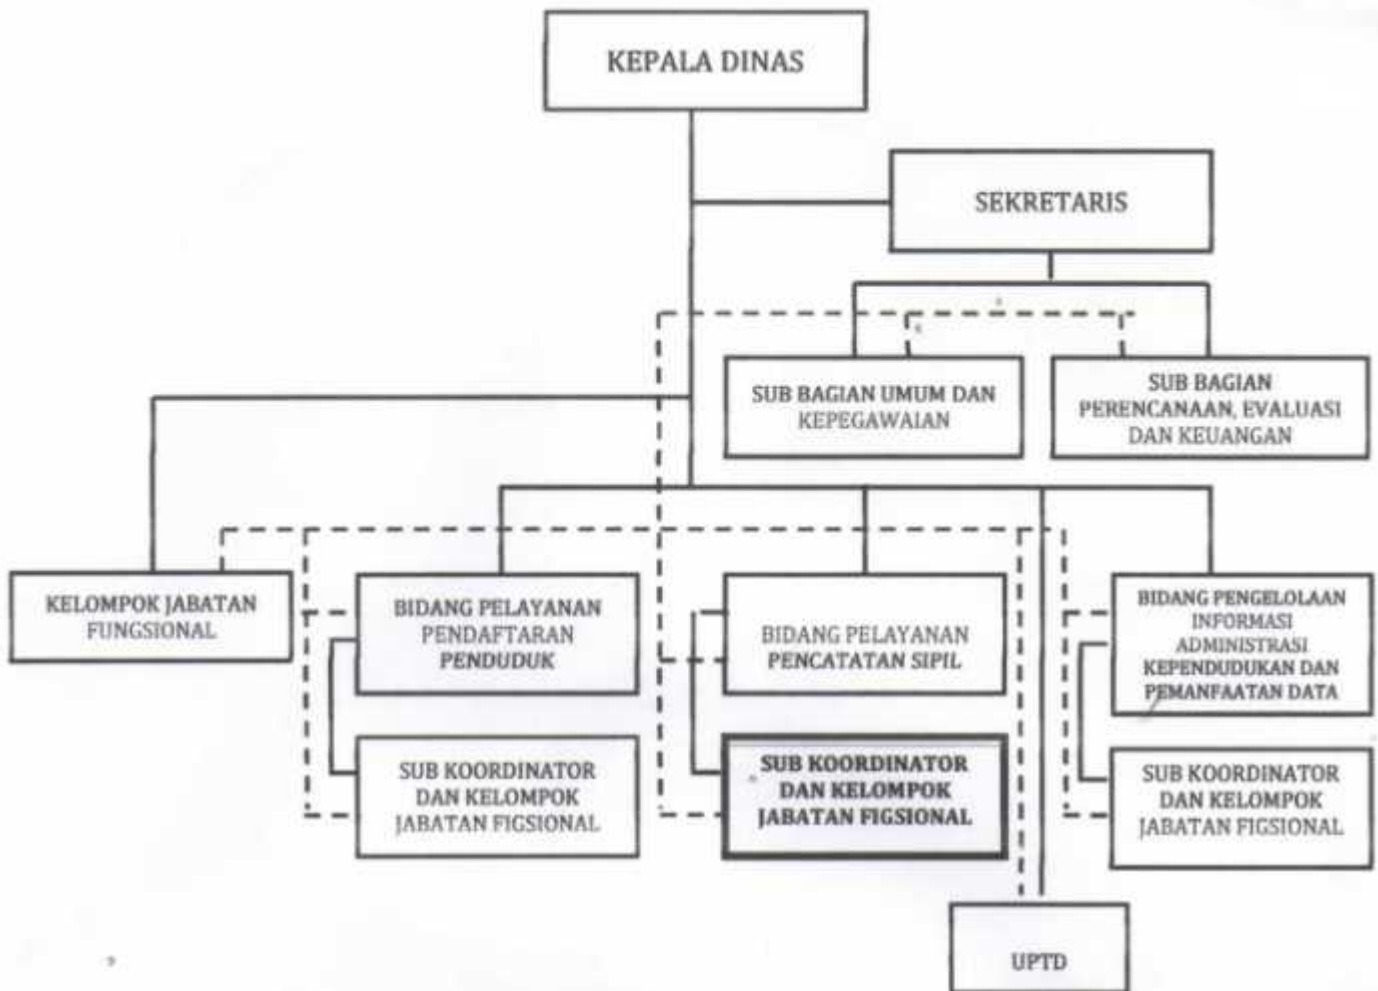 KEPALA DINAS
SEKRETARIS
SUB BAGIAN UMUM DAN
KEPEGAWAIAN
SUB BAGIAN
PERENCANAAN, EVALUASI
DAN KEUANGAN
KELOMPOK JABATAN
FUNGSIONAL
BIDANG PELAYANAN
PENDAFTARAN
PENDUDUK
BIDANG PELAYANAN
PENCATATAN SIPIL
BIDANG PENGELOLAAN
INFORMASI
ADMINISTRASI
KEPENDUDUKAN DAN
PEMANFAATAN DATA
SUB KOORDINATOR
DAN KELOMPOK
JABATAN FIGSIONAL
SUB KOORDINATOR
DAN KELOMPOK
JABATAN FIGSIONAL
SUB KOORDINATOR
DAN KELOMPOK
JABATAN FIGSIONAL
UPTD